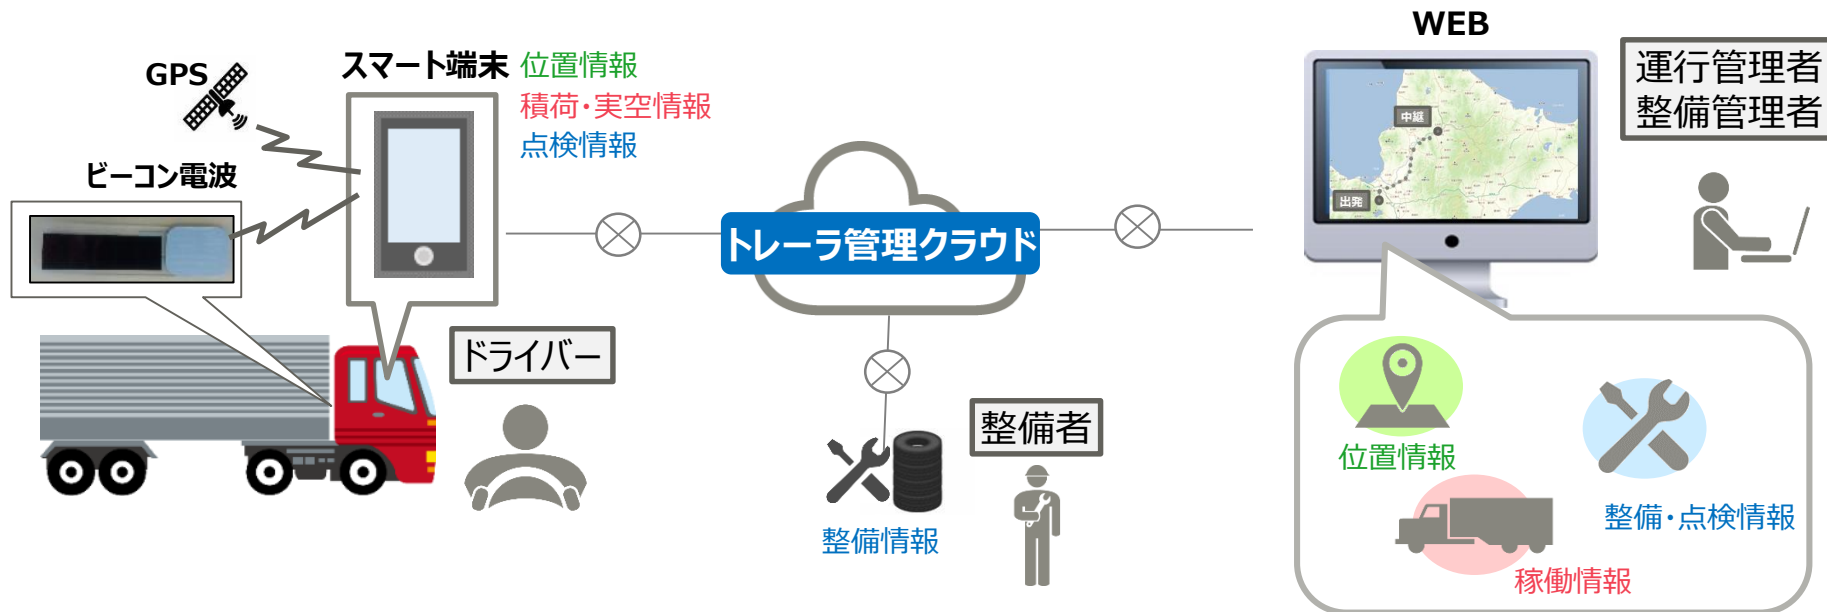 GPS
スマート端末
位置情報
積荷・実空情報
点検情報
ビーコン電波
ドライバー
トレーラ管理クラウド
整備者
整備情報
WEB
中継
出発
運行管理者
整備管理者
位置情報
整備・点検情報
稼働情報